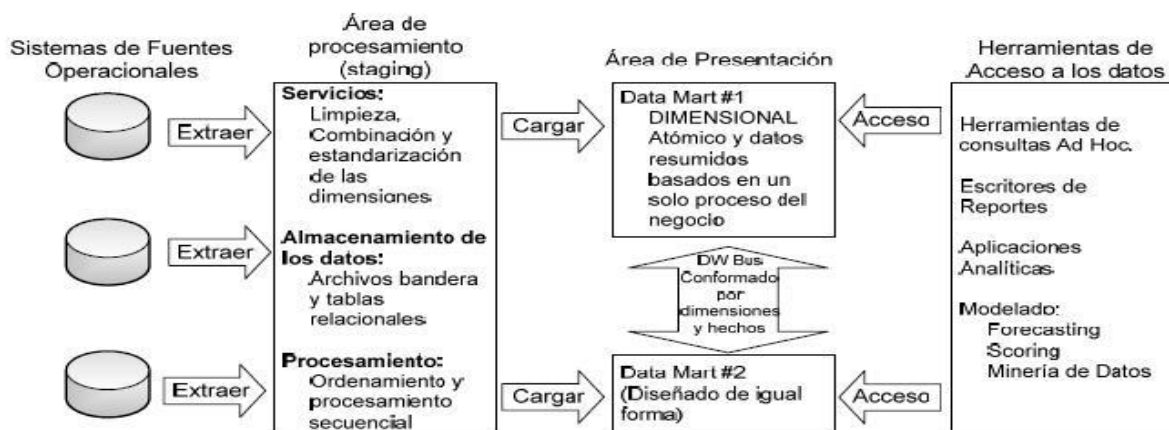 Sistemas de Fuentes
Operacionales
Extraer
Extraer
Extraer
Área de
procesamiento
(staging)
Servicios:
Limpieza,
Combinación y
estandarización
de las
dimensiones.
Almacenamiento de
los datos:
Archivos bandera
y tablas
relacionales
Procesamiento:
Ordenamiento y
procesamiento
secuencial
Cargar
Cargar
Área de Presentación
Data Mart #1
DIMENSIONAL
Atómico y datos
resumidos
basados en un
solo proceso del
negocio
DW Bus
Conformado
por
dimensiones
y hechos
Data Mart #2
(Diseñado de igual
forma)
Acceso
Acceso
Herramientas de
Acceso a los datos
Herramientas de
consultas Ad Hoc.
Escritores de
Reportes
Aplicaciones
Analíticas.
Modelado:
Forecasting
Scoring
Minería de Datos